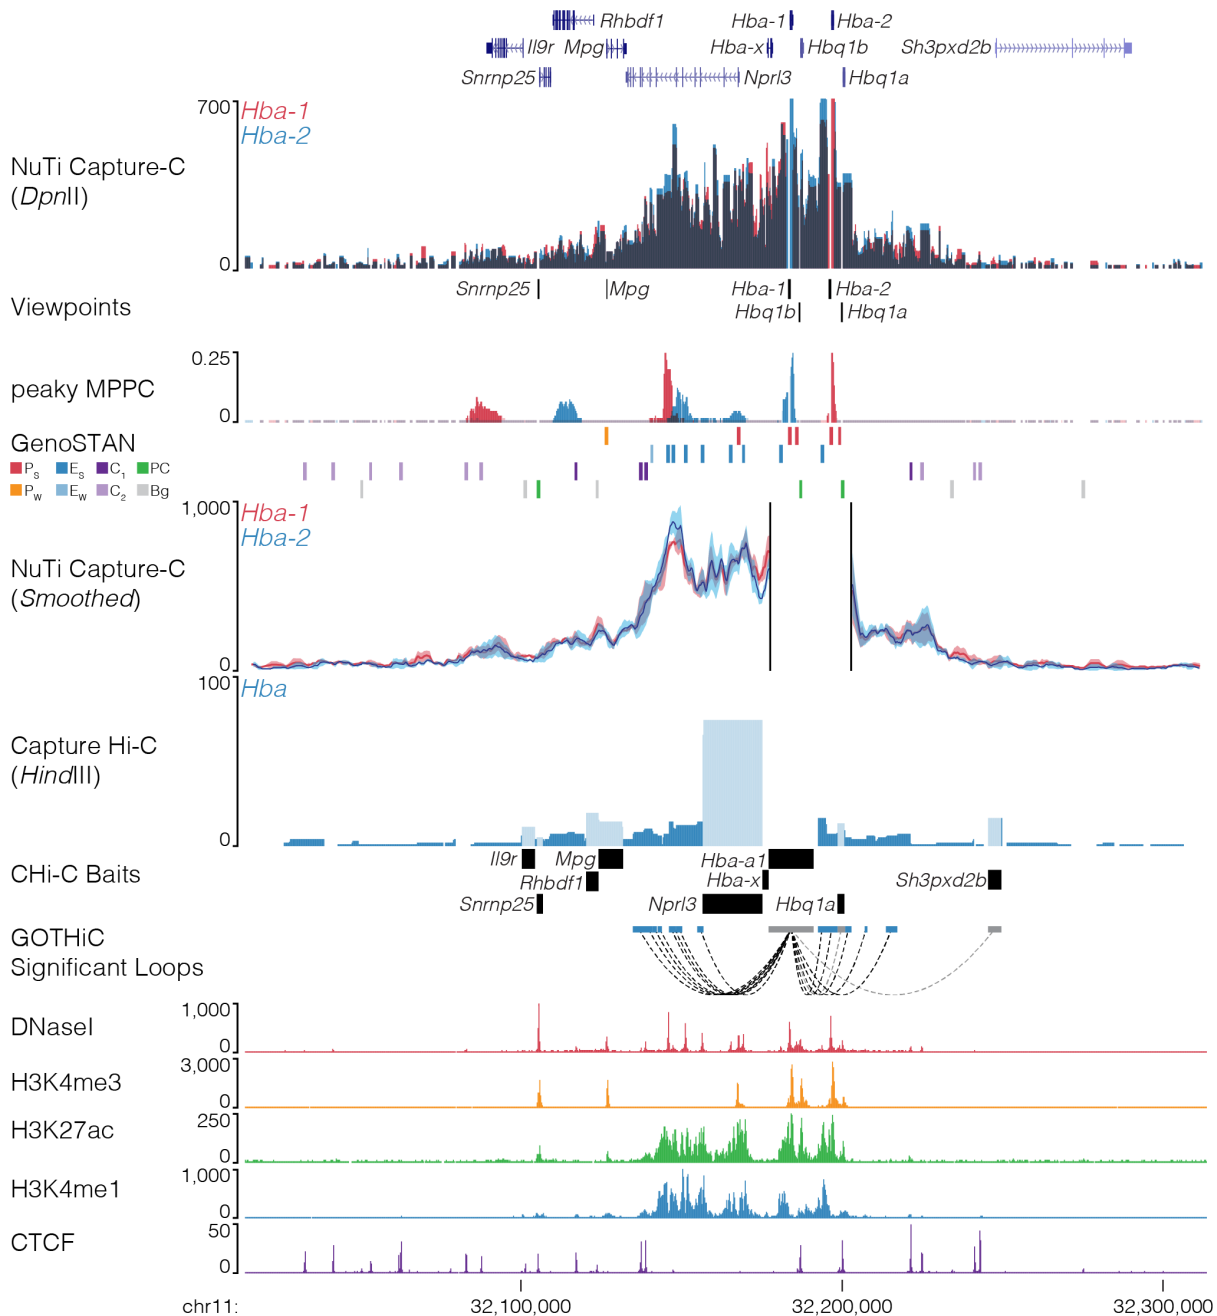 Rhbdf1 Hba-1 Hba-2
Il9r Mpg Hba-x Hbq1b Sh3pxd2b
Snrnp25 Nprl3 Hbq1a
700
Hba-1
Hba-2
NuTi Capture-C
(DpnII)
0
Snrnp25 Mpg Hba-1 Hba-2
Viewpoints
Hbq1b Hbq1a
0.25
peaky MPPC
0
GenoSTAN
Ps Es C1 PC
Pw Ew C2 Bg
1,000
Hba-1
Hba-2
NuTi Capture-C
(Smoothed)
0
100
Hba
Capture Hi-C
(HindIII)
0
Il9r Mpg Hba-a1
CHi-C Baits
Rhbdf1 Hba-x Sh3pxd2b
Snrnp25 Nprl3 Hbq1a
GOTHiC
Significant Loops
1,000
DNaseI
0
3,000
H3K4me3
0
250
H3K27ac
0
1,000
H3K4me1
0
50
CTCF
0
chr11: 32,100,000 32,200,000 32,300,000